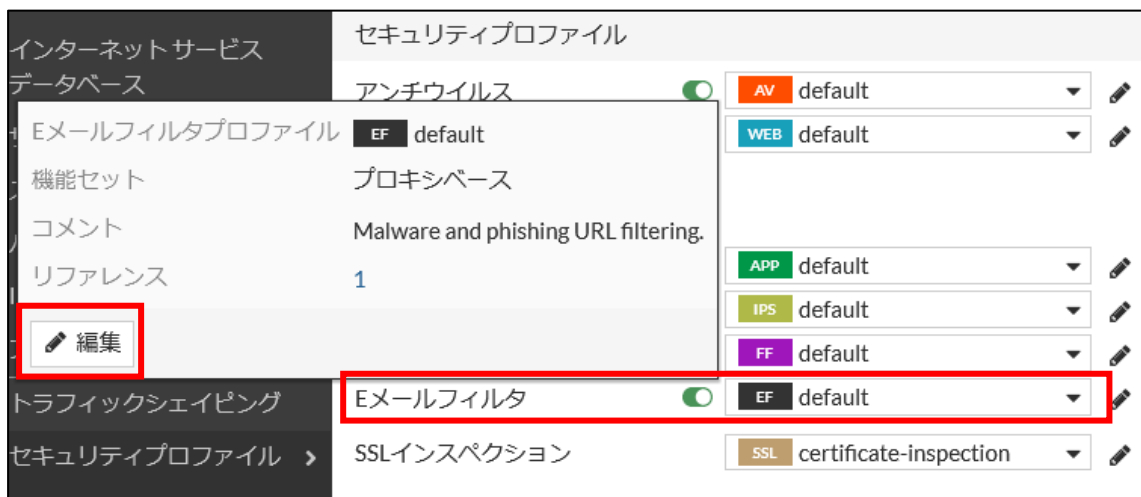 インターネット サービス
データベース
トラフィックシェイピング
セキュリティプロファイル
セキュリティプロファイル
アンチウイルス AV default
WEB default
Eメールフィルタプロファイル EF default
機能セット プロキシベース
コメント Malware and phishing URL filtering.
リファレンス 1
編集
APP default
IPS default
FF default
Eメールフィルタ EF default
SSLインスペクション SSL certificate-inspection